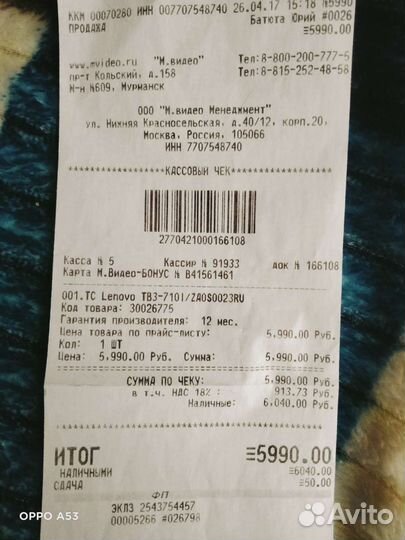 ККМ 00070280 ИНН 007707548740 26.04.17 15:18 №5990
ПРОДАЖА Батюта Юрий #0026
≡5990.00
www.mvideo.ru "М.видео" Тел:8-800-200-777-5
пр-т Кольский, д.158 Тел:8-815-252-48-58
М-н №609, Мурманск
ООО "М.видео Менеджмент"
ул. Нижняя Красносельская, д.40/12, корп.20,
Москва, Россия, 105066
ИНН 7707548740
КАССОВЫЙ ЧЕК
2770421000166108
Касса № 5 Кассир № 91933 док № 166108
Карта М.Видео-БОНУС № B41561461
001.ТС Lenovo TB3-710I/ZA0S0023RU
Код товара: 30026775
Гарантия производителя: 12 мес.
Цена товара по прайс-листу: 5,990.00 Руб.
Кол: 1 ШТ
Цена: 5,990.00 Руб. Сумма: 5,990.00 Руб.
СУММА ПО ЧЕКУ: 5,990.00 Руб.
в т.ч. НДС 18% : 913.73 Руб.
Наличные: 6,040.00 Руб.
ИТОГ ≡5990.00
НАЛИЧНЫМИ ≡6040.00
СДАЧА ≡50.00
ФП
ЭКЛЗ 2543754457
00005266 #026798
OPPO A53
Avito